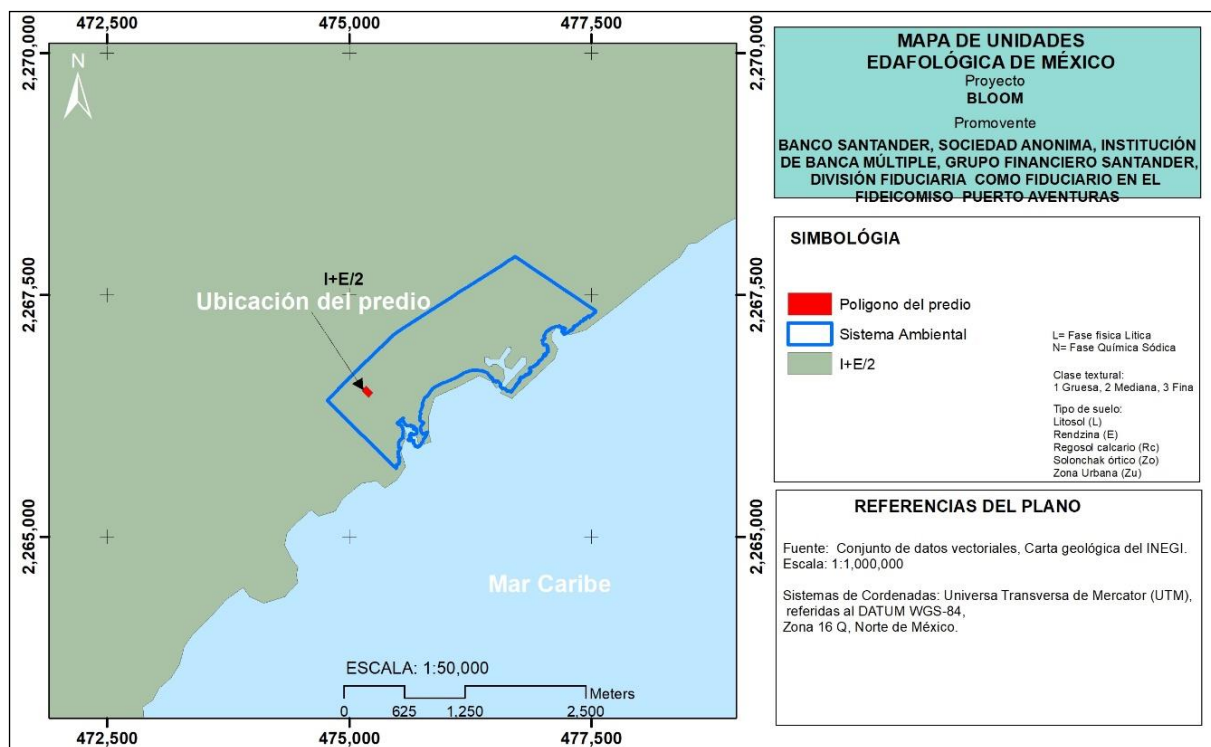 472,500
475,000
477,500
2,270,000
2,270,000
N
I+E/2
Ubicación del predio
2,267,500
2,267,500
2,265,000
2,265,000
Mar Caribe
ESCALA: 1:50,000
Meters
0
625
1,250
2,500
472,500
475,000
477,500
MAPA DE UNIDADES
EDAFOLÓGICA DE MÉXICO
Proyecto
BLOOM
Promovente
BANCO SANTANDER, SOCIEDAD ANONIMA, INSTITUCIÓN
DE BANCA MÚLTIPLE, GRUPO FINANCIERO SANTANDER,
DIVISIÓN FIDUCIARIA COMO FIDUCIARIO EN EL
FIDEICOMISO PUERTO AVENTURAS
SIMBOLÓGIA
Poligono del predio
Sistema Ambiental
I+E/2
L= Fase física Lítica
N= Fase Química Sódica
Clase textural:
1 Gruesa, 2 Mediana, 3 Fina
Tipo de suelo:
Litosol (L)
Rendzina (E)
Regosol calcario (Rc)
Solonchak órtico (Zo)
Zona Urbana (Zu)
REFERENCIAS DEL PLANO
Fuente: Conjunto de datos vectoriales, Carta geológica del INEGI.
Escala: 1:1,000,000
Sistemas de Cordenadas: Universa Transversa de Mercator (UTM),
referidas al DATUM WGS-84,
Zona 16 Q, Norte de México.